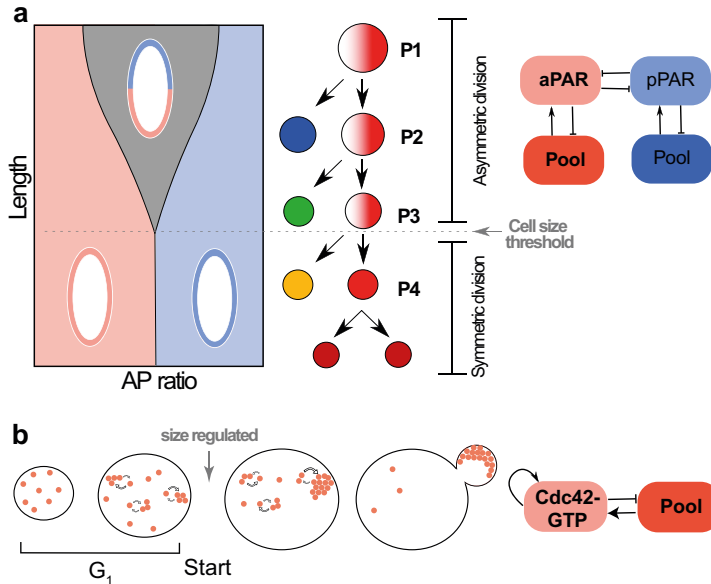 a
Length
AP ratio
P1
P2
P3
P4
Asymmetric division
Symmetric division
Cell size
threshold
aPAR
pPAR
Pool
Pool
b
size regulated
G1
Start
Cdc42-
GTP
Pool